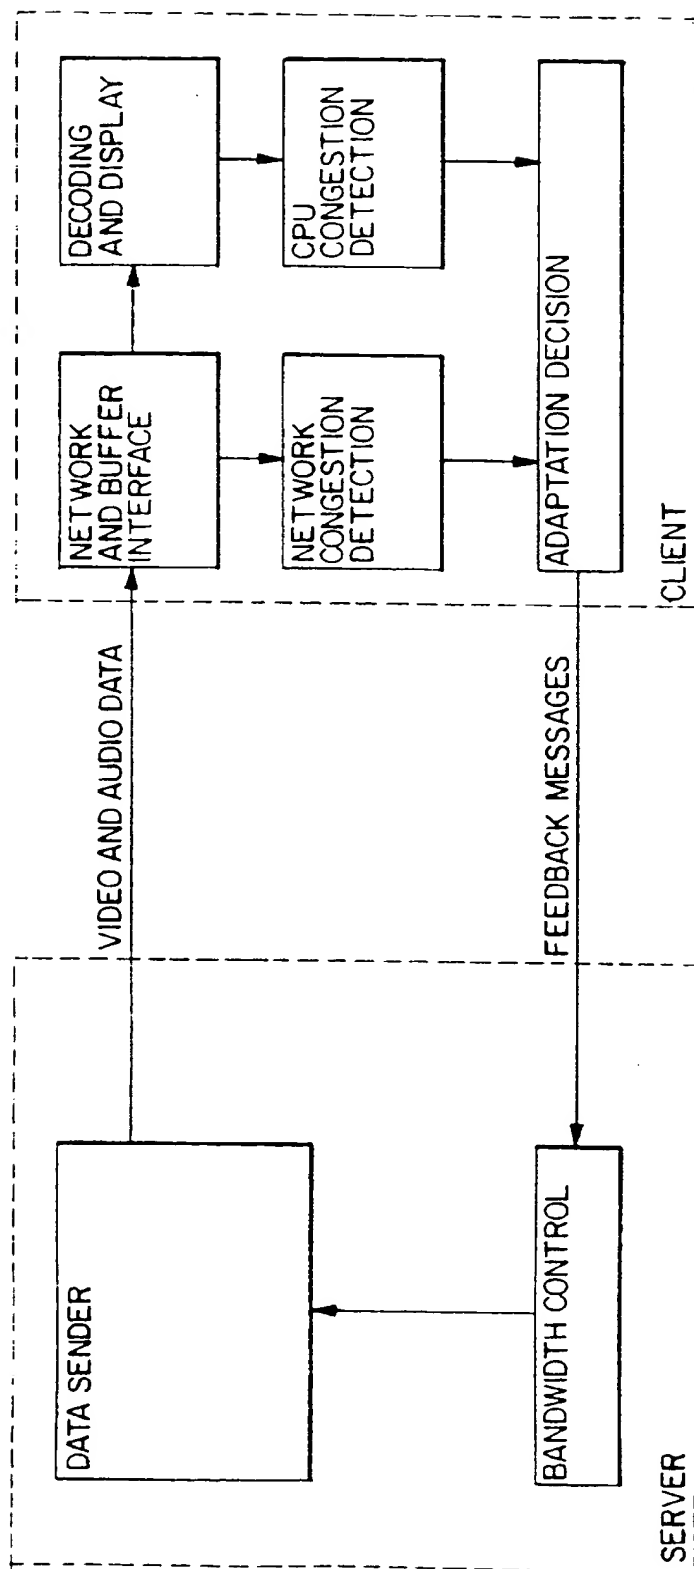 DATA SENDER
BANDWIDTH CONTROL
SERVER
VIDEO AND AUDIO DATA
FEEDBACK MESSAGES
NETWORK
AND BUFFER
INTERFACE
DECODING
AND DISPLAY
NETWORK
CONGESTION
DETECTION
CPU
CONGESTION
DETECTION
ADAPTATION DECISION
CLIENT